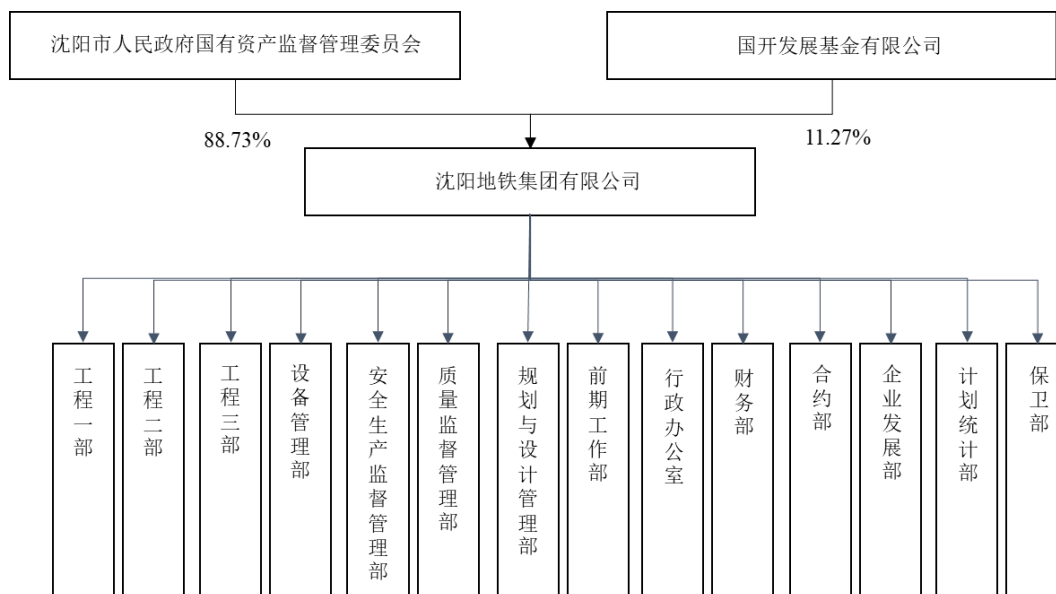 沈阳市人民政府国有资产监督管理委员会
国开发展基金有限公司
88.73%
11.27%
沈阳地铁集团有限公司
工程一部
工程二部
工程三部
设备管理部
安全生产监督管理部
质量监督管理部
规划与设计管理部
前期工作部
行政办公室
财务部
合约部
企业发展部
计划统计部
保卫部